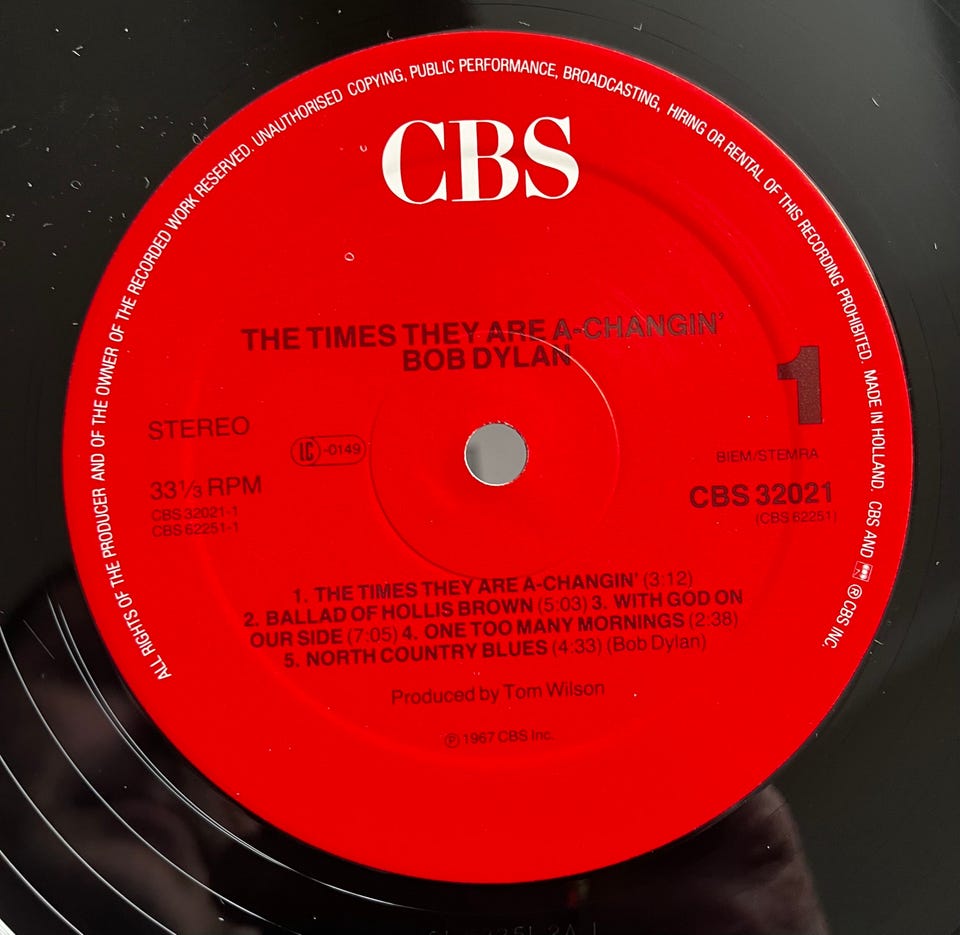 ALL RIGHTS OF THE PRODUCER AND OF THE OWNER OF THE RECORDED WORK RESERVED. UNAUTHORISED COPYING, PUBLIC PERFORMANCE, BROADCASTING, HIRING OR RENTAL OF THIS RECORDING PROHIBITED. MADE IN HOLLAND. CBS AND ® CBS INC.
CBS
THE TIMES THEY ARE A-CHANGIN'
BOB DYLAN
1
STEREO
LC-0149
BIEM/STEMRA
33⅓ RPM
CBS 32021
CBS 32021-1
(CBS 62251)
CBS 62251-1
1. THE TIMES THEY ARE A-CHANGIN' (3:12)
2. BALLAD OF HOLLIS BROWN (5:03) 3. WITH GOD ON
OUR SIDE (7:05) 4. ONE TOO MANY MORNINGS (2:38)
5. NORTH COUNTRY BLUES (4:33) (Bob Dylan)
Produced by Tom Wilson
℗ 1967 CBS Inc.